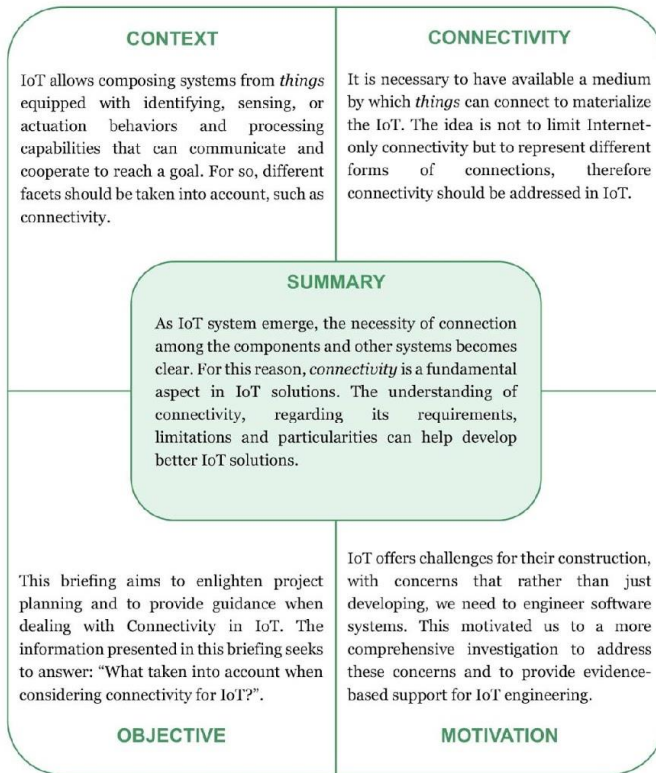 CONTEXT
IoT allows composing systems from things
equipped with identifying, sensing, or
actuation behaviors and processing
capabilities that can communicate and
cooperate to reach a goal. For so, different
facets should be taken into account, such as
connectivity.
CONNECTIVITY
It is necessary to have available a medium
by which things can connect to materialize
the IoT. The idea is not to limit Internet-
only connectivity but to represent different
forms of connections, therefore
connectivity should be addressed in IoT.
SUMMARY
As IoT system emerge, the necessity of connection
among the components and other systems becomes
clear. For this reason, connectivity is a fundamental
aspect in IoT solutions. The understanding of
connectivity, regarding its requirements,
limitations and particularities can help develop
better IoT solutions.
This briefing aims to enlighten project
planning and to provide guidance when
dealing with Connectivity in IoT. The
information presented in this briefing seeks
to answer: “What taken into account when
considering connectivity for IoT?”.
OBJECTIVE
IoT offers challenges for their construction,
with concerns that rather than just
developing, we need to engineer software
systems. This motivated us to a more
comprehensive investigation to address
these concerns and to provide evidence-
based support for IoT engineering.
MOTIVATION